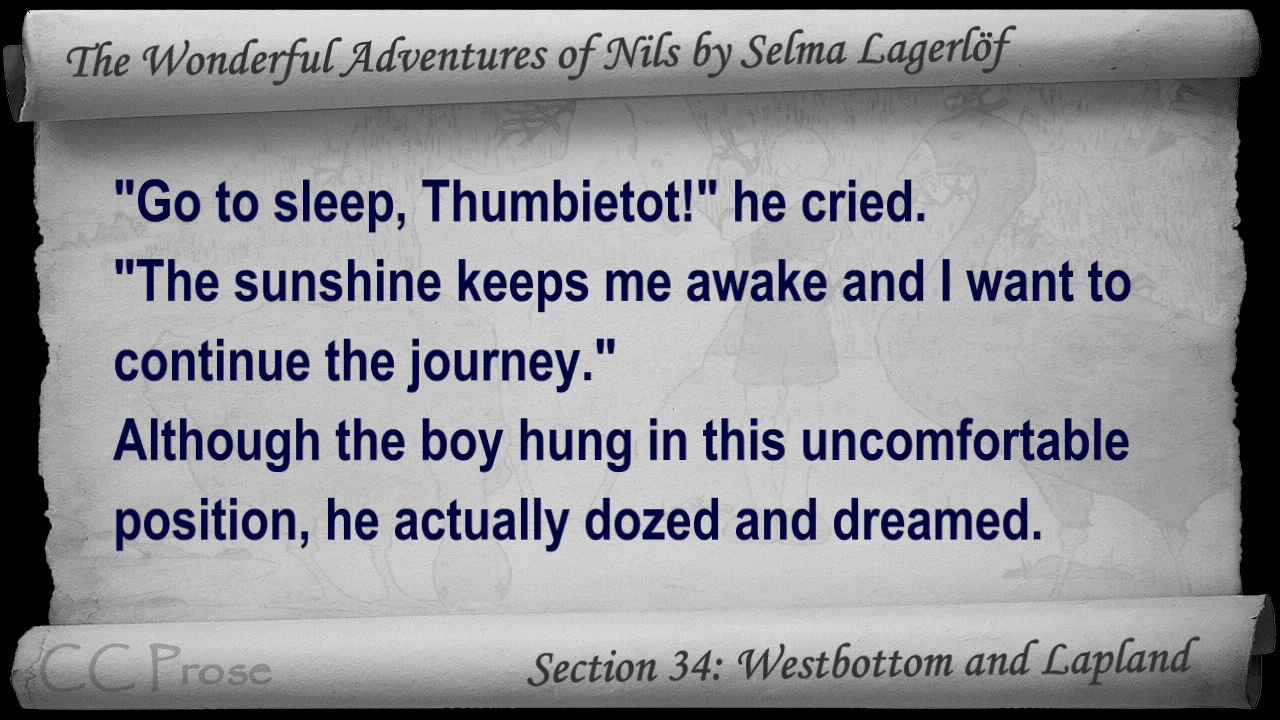 The Wonderful Adventures of Nils by Selma Lagerlöf
"Go to sleep, Thumbietot!" he cried.
"The sunshine keeps me awake and I want to
continue the journey."
Although the boy hung in this uncomfortable
position, he actually dozed and dreamed.
CC Prose
Section 34: Westbottom and Lapland